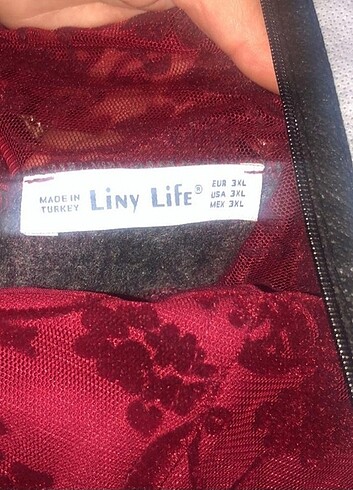 MADE IN
TURKEY
Liny Life®
EUR 3XL
USA 3XL
MEX 3XL